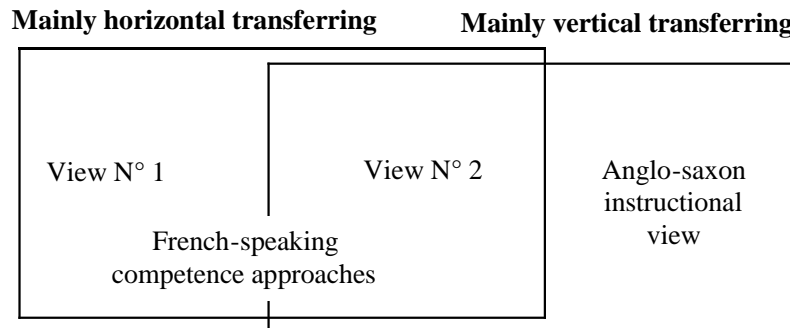 Mainly horizontal transferring
Mainly vertical transferring
View N° 1
View N° 2
Anglo-saxon
instructional
view
French-speaking
competence approaches